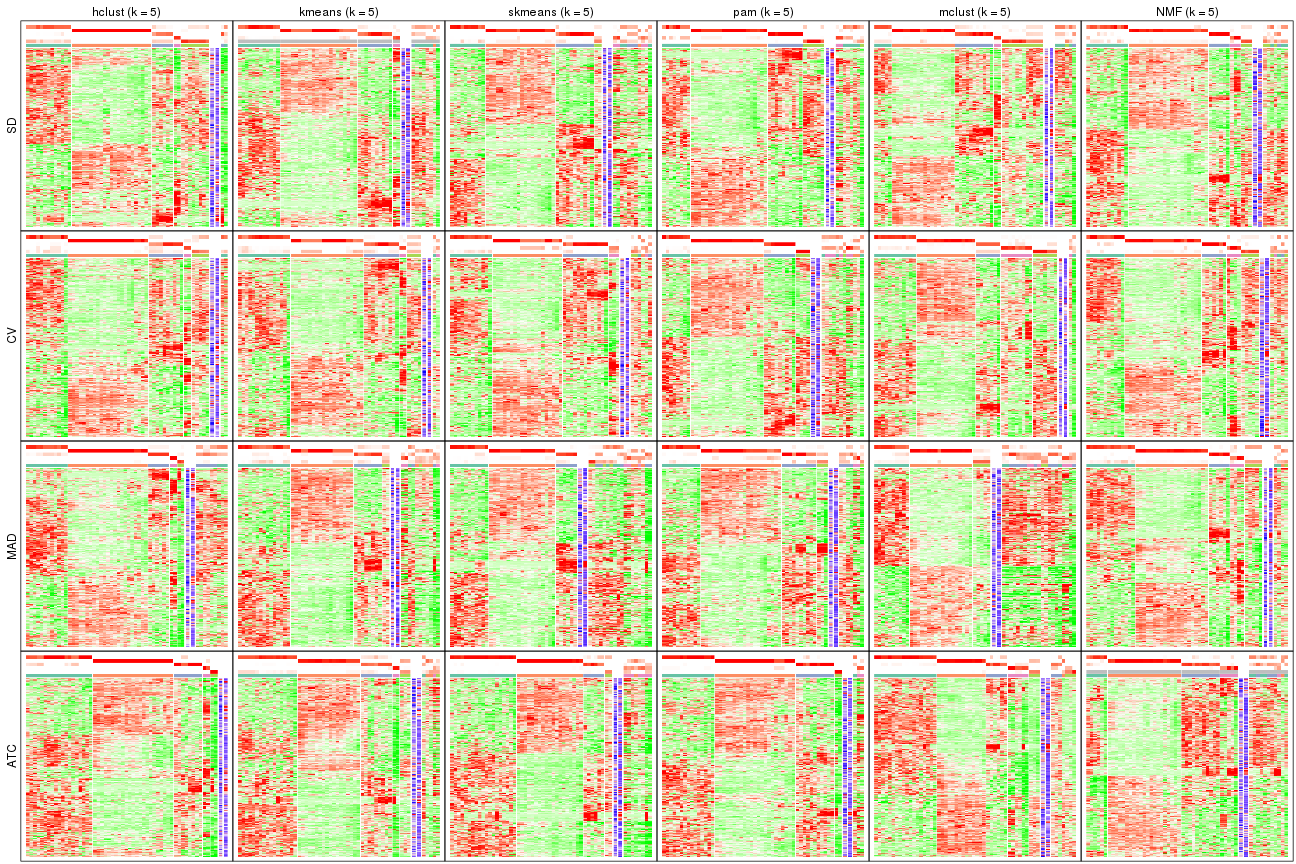 hclust (k = 5)
kmeans (k = 5)
skmeans (k = 5)
pam (k = 5)
mclust (k = 5)
NMF (k = 5)
SD
CV
MAD
ATC